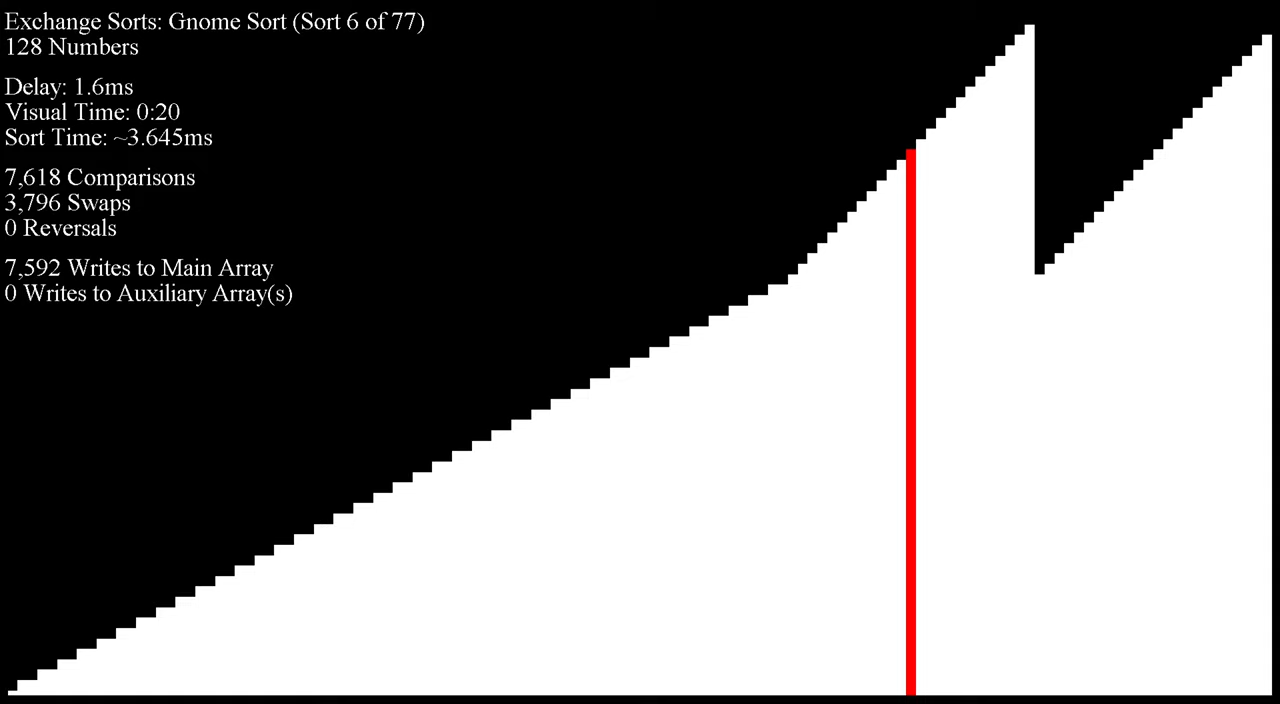 Exchange Sorts: Gnome Sort (Sort 6 of 77)
128 Numbers
Delay: 1.6ms
Visual Time: 0:20
Sort Time: ~3.645ms
7,618 Comparisons
3,796 Swaps
0 Reversals
7,592 Writes to Main Array
0 Writes to Auxiliary Array(s)